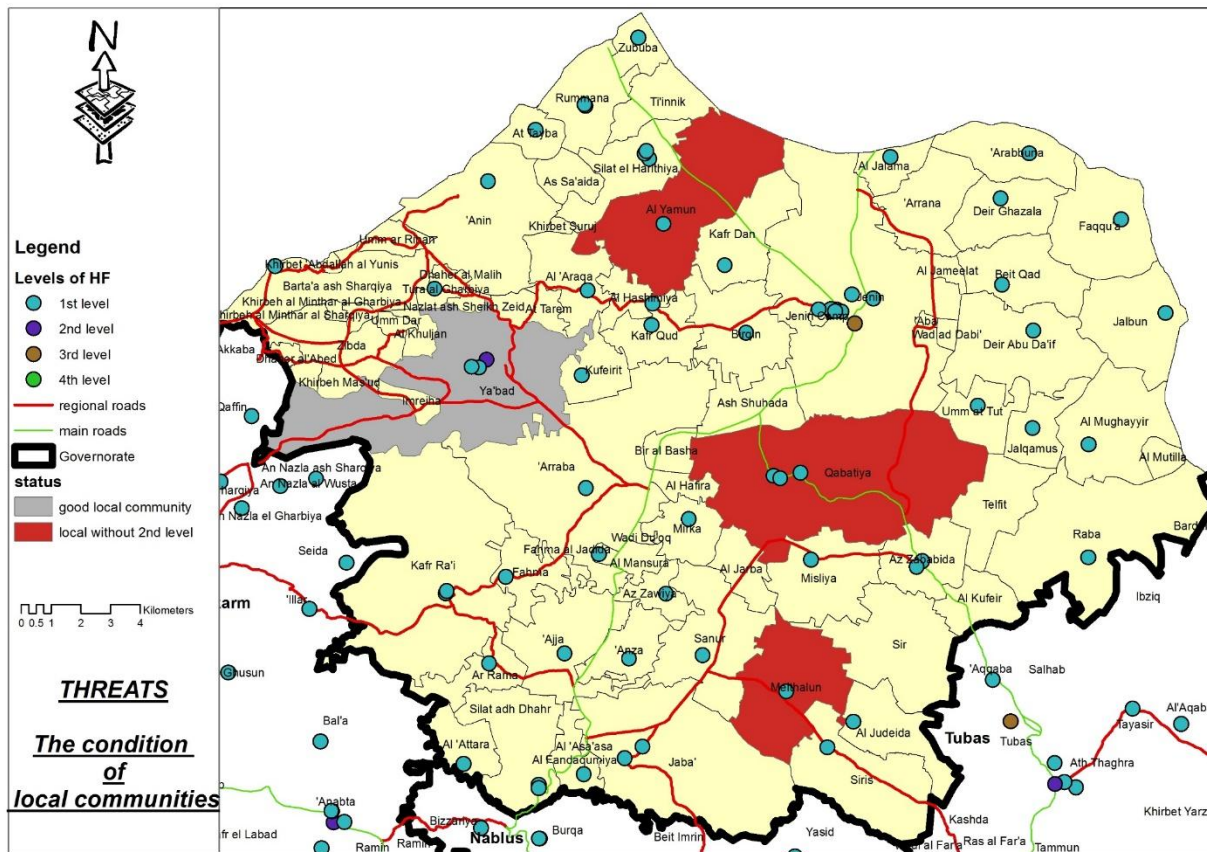 N
Legend
Levels of HF
1st level
2nd level
3rd level
4th level
regional roads
main roads
Governorate
status
good local community
local without 2nd level
Kilometers
0 0.5 1 2 3 4
THREATS
The condition
of
local communities
Zububa
Rummana
Ti'innik
At Tayba
Silat el Harithiya
Al Jalama
'Arabbuna
As Sa'aida
'Arrana
Deir Ghazala
'Anin
Al Yamun
Khirbet Suruj
Kafr Dan
Faqqu'a
Umm ar Rihan
Khirbet 'Abdallah al Yunis
Dhaher al Malih
Barta'a ash Sharqiya
Tura al Gharbiya
Al 'Araqa
Al Jameelat
Beit Qad
Khirbeh al Minthar al Gharbiya
Nazlat ash Sheikh Zeid
Al Hashimiya
Jenin
Khirbeh al Minthar al Sharqiya
At Tarem
Jenin Camp
'Aba
Jalbun
Umm Dar
Al Khuljan
Birqin
Wad ad Dabi'
Akkaba
Zibda
Kafr Qud
Deir Abu Da'if
Dhaher al'Abed
Khirbeh Mas'ud
Ya'bad
Kufeirit
Imreiha
Ash Shuhada
Qaffin
Umm at Tut
Al Mughayyir
Bir al Basha
Jalqamus
Al Mutilla
An Nazla ash Sharqiya
'Arraba
Qabatiya
An Nazla al Wusta
Al Hafira
Telfit
n Nazla el Gharbiya
Mirka
Raba
Seida
Wadi Du'oq
Fahma al Jadida
Al Mansura
Al Jarba
Az Zababida
Kafr Ra'i
Fahma
Misliya
'Illar
Az Zawiya
Al Kufeir
Ibziq
'Ajja
'Anza
Sanur
Sir
Ar Rama
'Aqqaba
Salhab
Ghusun
Meithalun
Silat adh Dhahr
Al'Aqab
Bal'a
Al Judeida
Tubas
Tubas
Tayasir
Al 'Attara
Al 'Asa'asa
Al Fandaqumiya
Jaba'
Siris
Ath Thaghra
'Anabta
Bizzariya
Kashda
Khirbet Yarz
Ramin
Ramin
Nablus
Burqa
Beit Imrin
Yasid
Ras al Far'a
Tammun